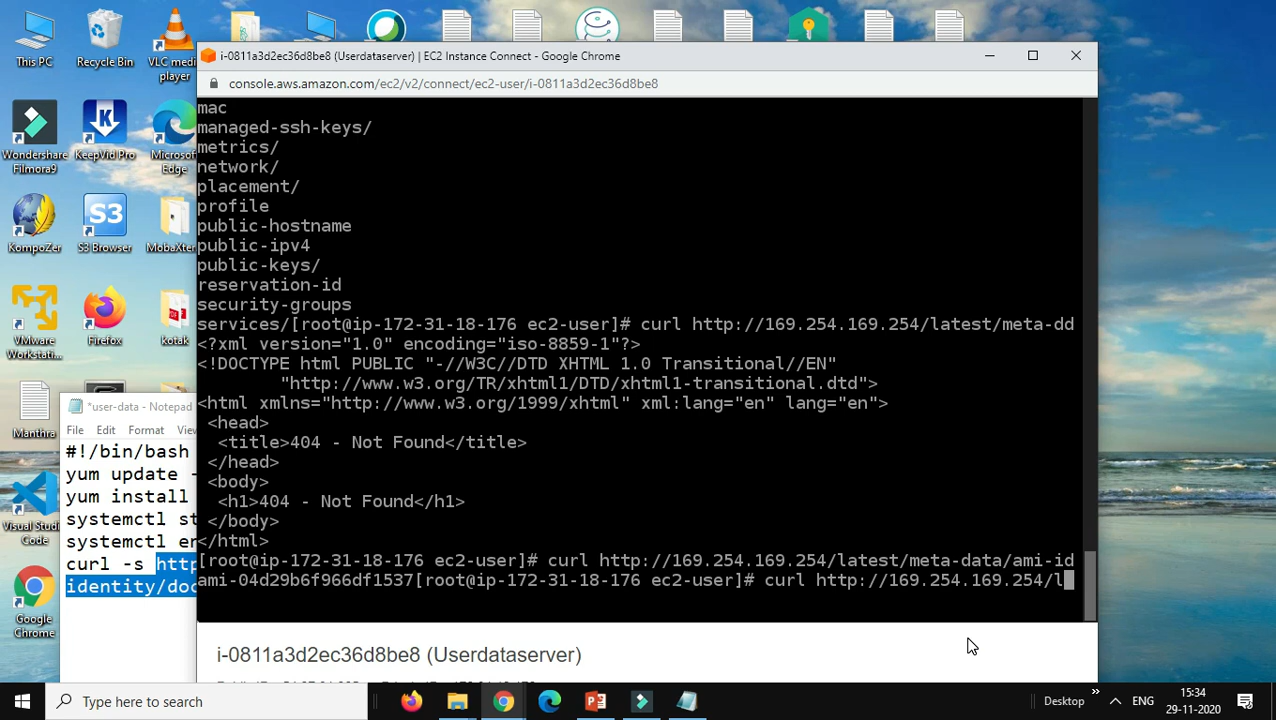 This PC
Recycle Bin
VLC media player
i-0811a3d2ec36d8be8 (Userdataserver) | EC2 Instance Connect - Google Chrome
console.aws.amazon.com/ec2/v2/connect/ec2-user/i-0811a3d2ec36d8be8
Wondershare Filmora9
KeepVid Pro
Microsoft Edge
KompoZer
S3
S3 Browser
MobaXter
VMware Workstati...
Firefox
kotak
Manthra
Visual Studi Code
Google Chrome
mac
managed-ssh-keys/
metrics/
network/
placement/
profile
public-hostname
public-ipv4
public-keys/
reservation-id
security-groups
services/[root@ip-172-31-18-176 ec2-user]# curl http://169.254.169.254/latest/meta-dd
<?xml version="1.0" encoding="iso-8859-1"?>
<!DOCTYPE html PUBLIC "-//W3C//DTD XHTML 1.0 Transitional//EN"
"http://www.w3.org/TR/xhtml1/DTD/xhtml1-transitional.dtd">
<html xmlns="http://www.w3.org/1999/xhtml" xml:lang="en" lang="en">
<head>
<title>404 - Not Found</title>
</head>
<body>
<h1>404 - Not Found</h1>
</body>
</html>
[root@ip-172-31-18-176 ec2-user]# curl http://169.254.169.254/latest/meta-data/ami-id
ami-04d29b6f966df1537[root@ip-172-31-18-176 ec2-user]# curl http://169.254.169.254/l
*user-data - Notepad
File Edit Format View
#!/bin/bash
yum update -
yum install
systemctl st
systemctl en
curl -s http
identity/doc
i-0811a3d2ec36d8be8 (Userdataserver)
Type here to search
Desktop
ENG
15:34
29-11-2020